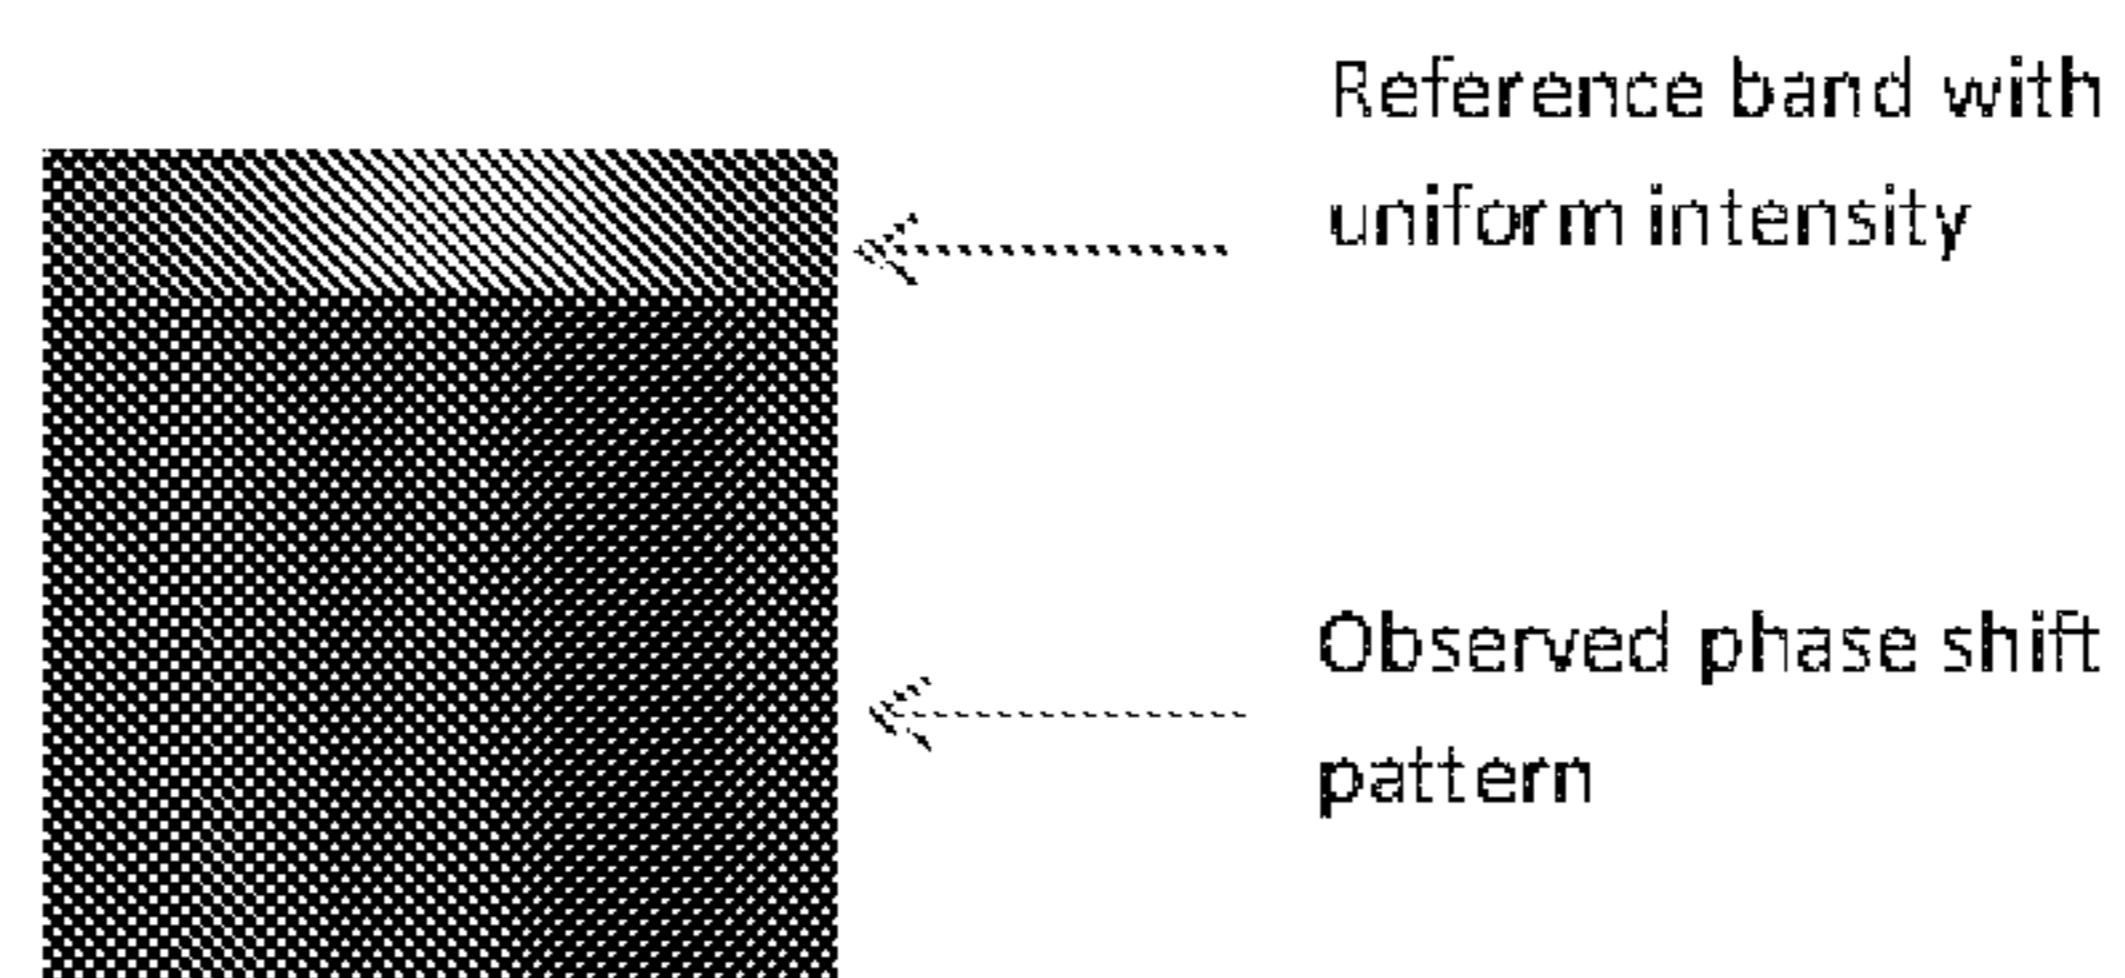 Reference band with
uniform intensity
Observed phase shift
pattern